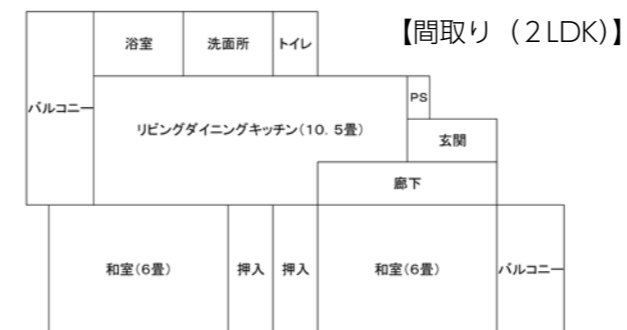 【間取り（２LDK）】
浴室
洗面所
トイレ
バルコニー
PS
リビングダイニングキッチン（10．5畳）
玄関
廊下
和室（6畳）
押入
押入
和室（6畳）
バルコニー